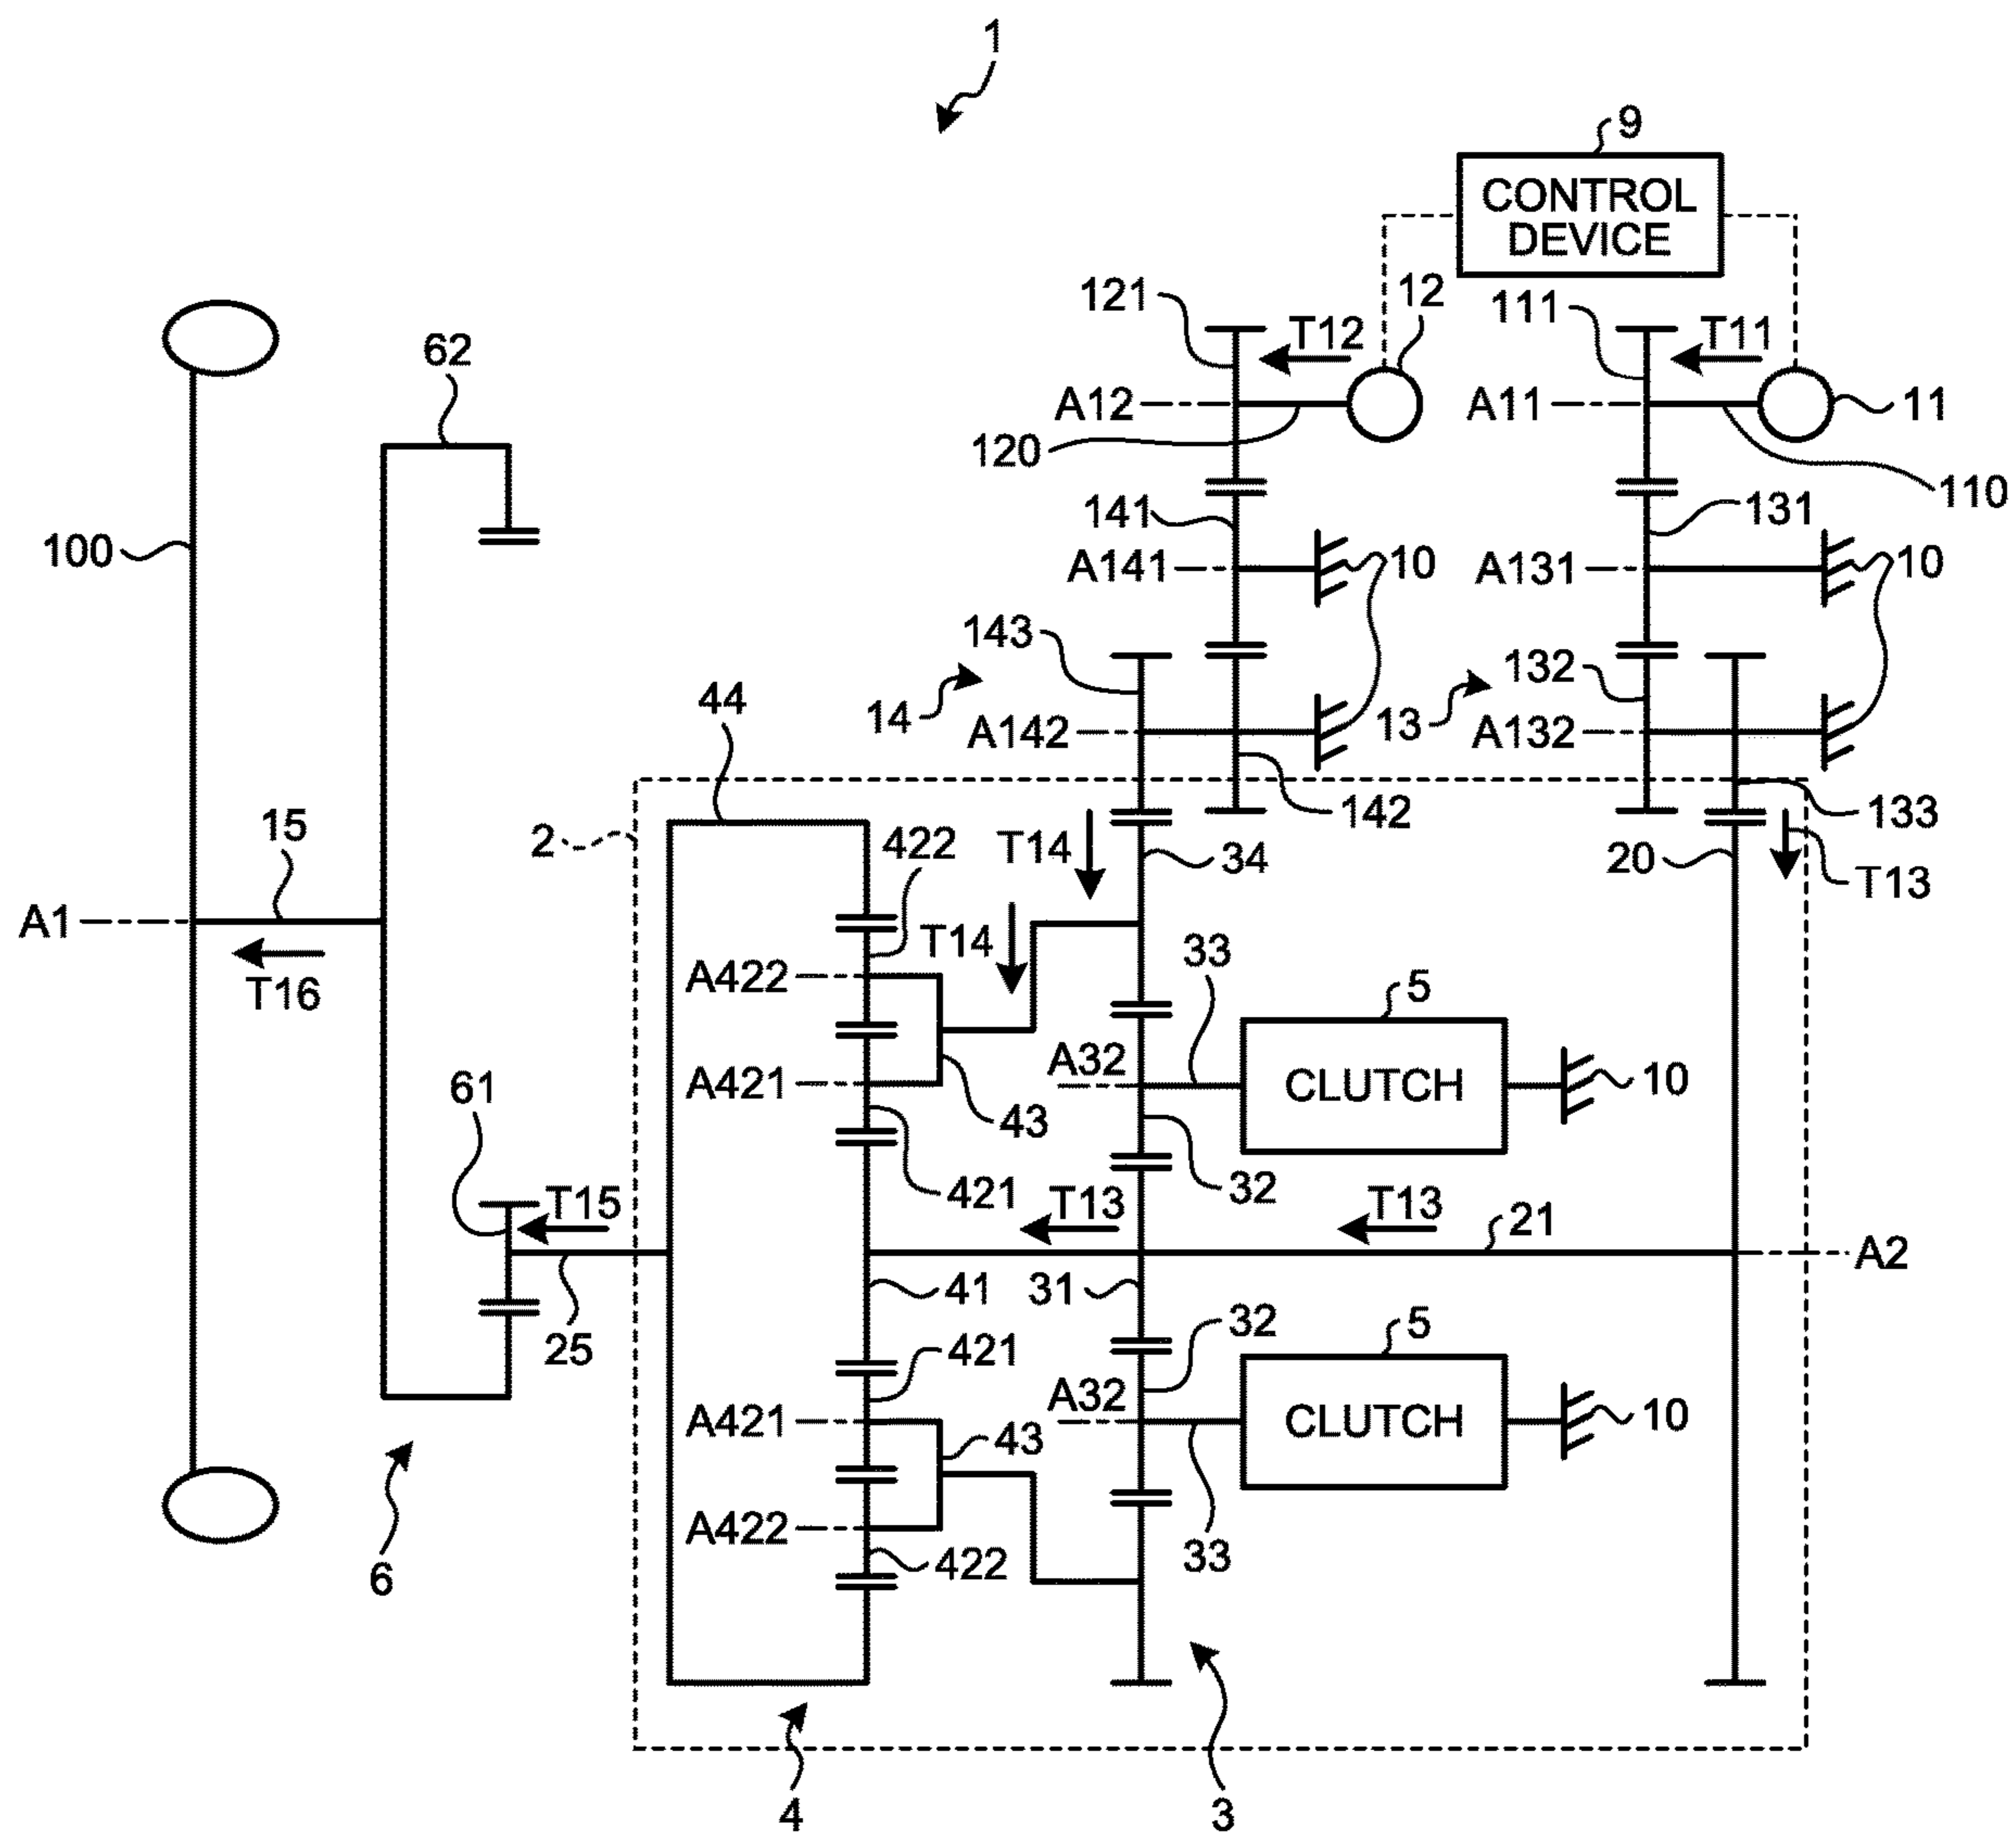 1
9
CONTROL
DEVICE
121
T12
12
111
T11
62
A12
A11
11
120
110
100
141
131
A141
10
A131
10
143
132
44
14
A142
13
A132
15
2
422
T14
34
142
20
133
T13
A1
T14
33
5
T16
A422
A32
CLUTCH
10
61
A421
43
421
32
T15
T13
T13
21
A2
41
31
25
421
32
5
A421
43
A32
CLUTCH
10
A422
422
33
6
4
3